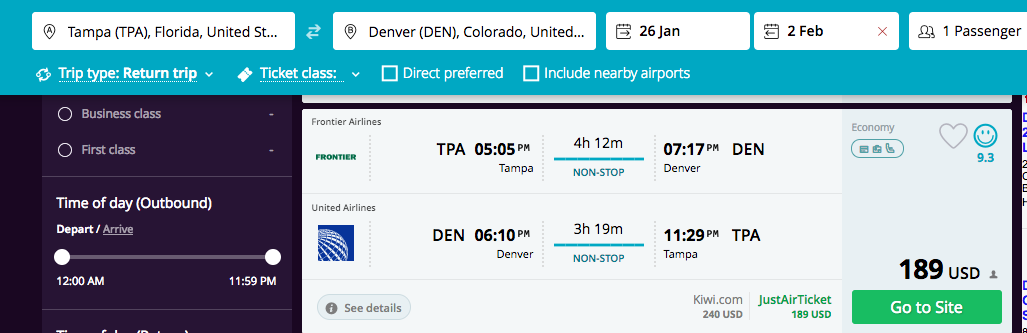 Tampa (TPA), Florida, United St...
Denver (DEN), Colorado, United...
26 Jan
2 Feb
1 Passenger
Trip type: Return trip
Ticket class:
Direct preferred
Include nearby airports
Business class -
First class -
Time of day (Outbound)
Depart / Arrive
12:00 AM 11:59 PM
Frontier Airlines
FRONTIER
TPA 05:05 PM
Tampa
4h 12m
NON-STOP
07:17 PM DEN
Denver
United Airlines
DEN 06:10 PM
Denver
3h 19m
NON-STOP
11:29 PM TPA
Tampa
See details
Kiwi.com
240 USD
JustAirTicket
189 USD
Economy
9.3
189 USD
Go to Site